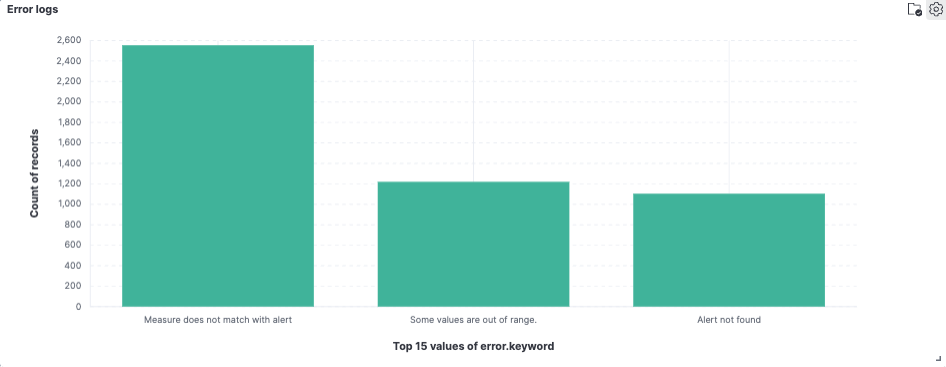 Error logs
2,600
2,400
2,200
2,000
1,800
1,600
1,400
1,200
1,000
800
600
400
200
0
Count of records
Measure does not match with alert
Some values are out of range.
Alert not found
Top 15 values of error.keyword